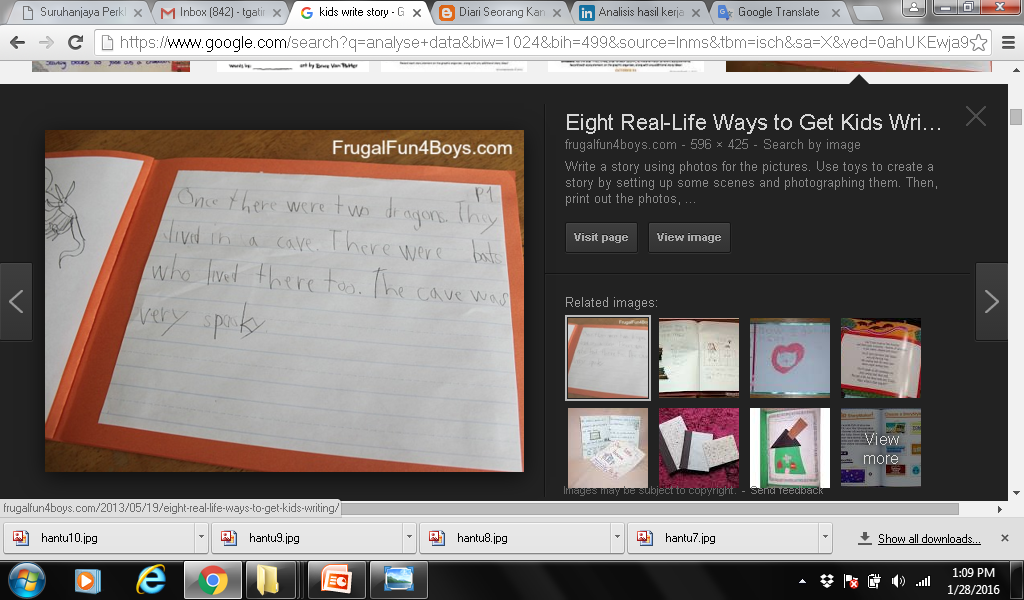 Suruhanjaya Perkh
Inbox (842) - tgatir
kids write story - G
Diari Seorang Kan
Analisis hasil kerja
Google Translate
https://www.google.com/search?q=analyse+data&biw=1024&bih=499&source=lnms&tbm=isch&sa=X&ved=0ahUKEwja9
FrugalFun4Boys.com
P1
Once there were two dragons. They
lived in a cave. There were bats
who lived there too. The cave was
very spooky.
Eight Real-Life Ways to Get Kids Wri…
frugalfun4boys.com - 596 × 425 - Search by image
Write a story using photos for the pictures. Use toys to create a
story by setting up some scenes and photographing them. Then,
print out the photos, ...
Visit page
View image
Related images:
View
more
Images may be subject to copyright. - Send feedback
frugalfun4boys.com/2013/05/19/eight-real-life-ways-to-get-kids-writing/
hantu10.jpg
hantu9.jpg
hantu8.jpg
hantu7.jpg
Show all downloads...
1:09 PM
1/28/2016